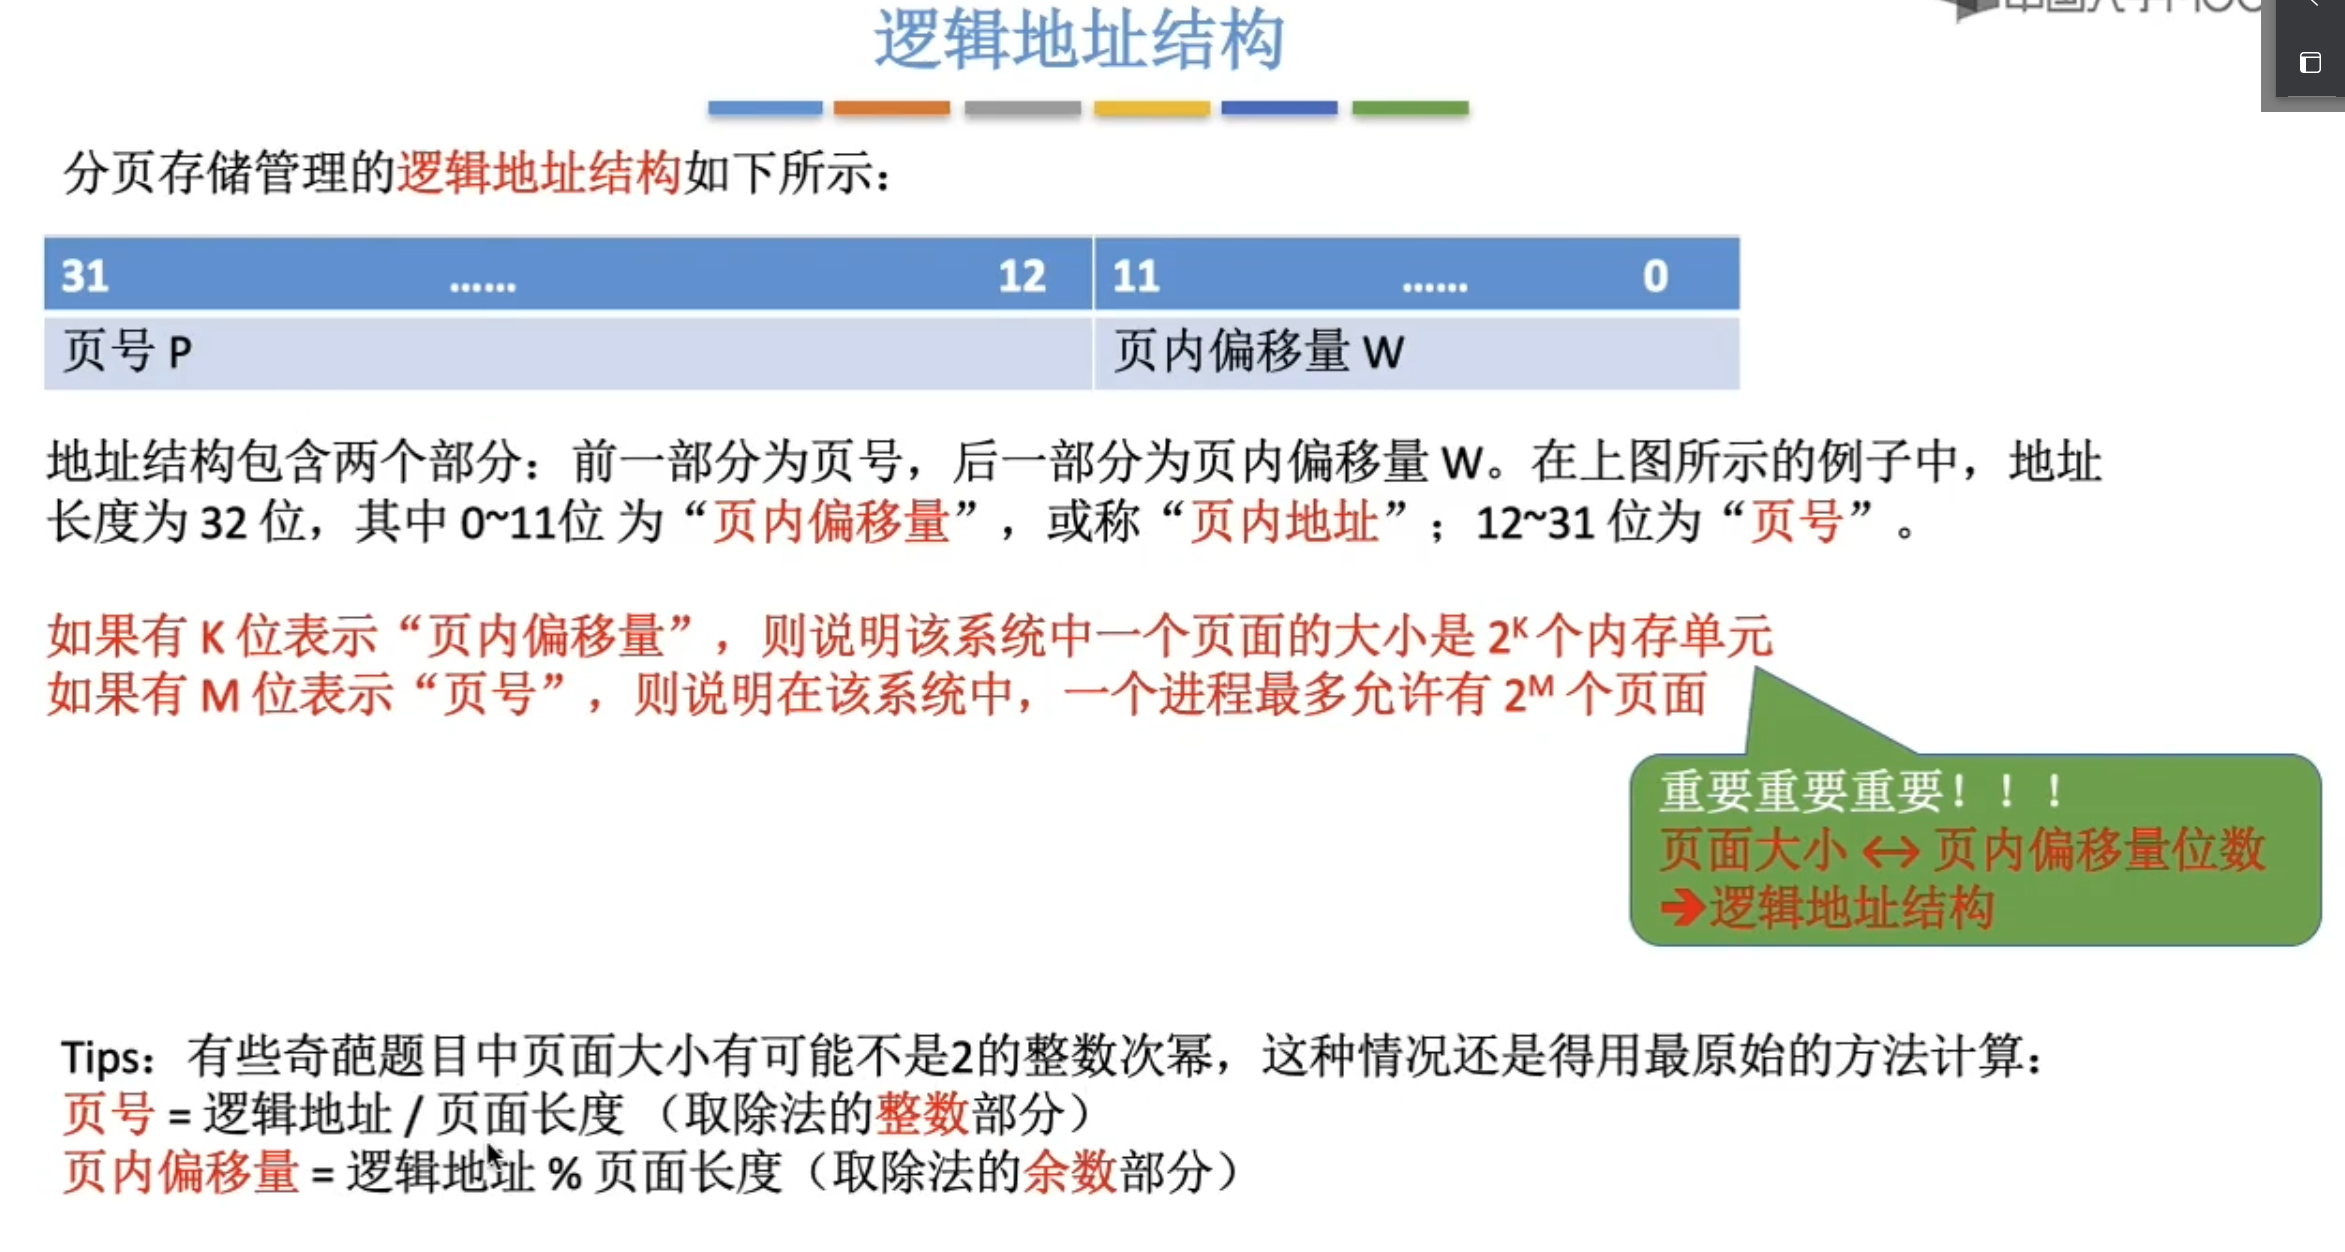 逻辑地址结构
分页存储管理的逻辑地址结构如下所示：
31 …… 12 11 …… 0
页号 P 页内偏移量 W
地址结构包含两个部分：前一部分为页号，后一部分为页内偏移量 W。在上图所示的例子中，地址
长度为 32 位，其中 0~11位 为“页内偏移量”，或称“页内地址”；12~31 位为“页号”。
如果有 K 位表示“页内偏移量”，则说明该系统中一个页面的大小是 2ᴷ 个内存单元
如果有 M 位表示“页号”，则说明在该系统中，一个进程最多允许有 2ᴹ 个页面
重要重要重要！！！
页面大小 ↔ 页内偏移量位数
➔逻辑地址结构
Tips：有些奇葩题目中页面大小有可能不是2的整数次幂，这种情况还是得用最原始的方法计算：
页号 = 逻辑地址 / 页面长度 （取除法的整数部分）
页内偏移量 = 逻辑地址 % 页面长度（取除法的余数部分）